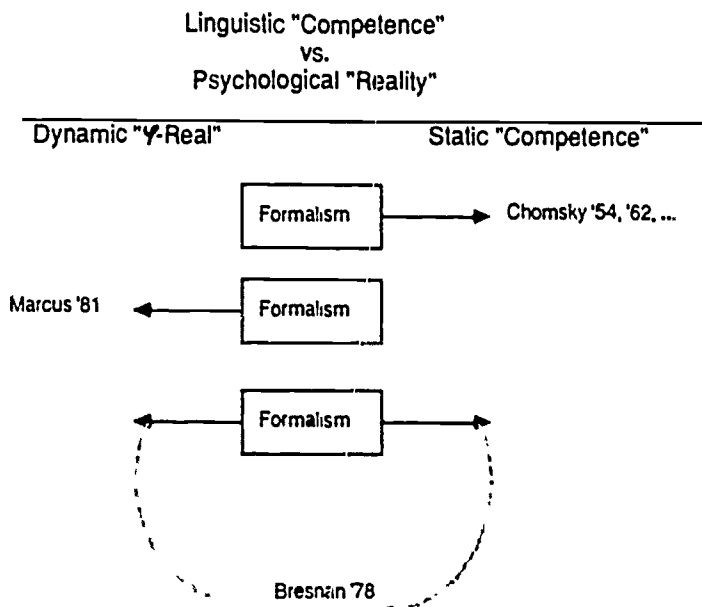 Linguistic "Competence"
vs.
Psychological "Reality"
Dynamic "Ψ-Real" Static "Competence"
Formalism Chomsky '54, '62, ...
Marcus '81 Formalism
Formalism
Bresnan '78